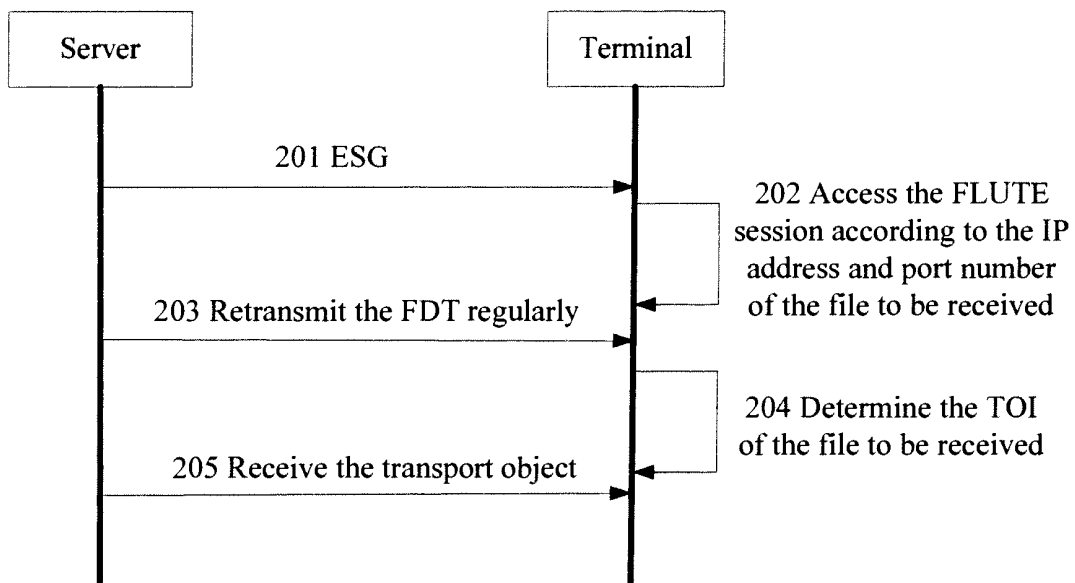 Server
Terminal
201 ESG
202 Access the FLUTE
session according to the IP
address and port number
of the file to be received
203 Retransmit the FDT regularly
204 Determine the TOI
of the file to be received
205 Receive the transport object